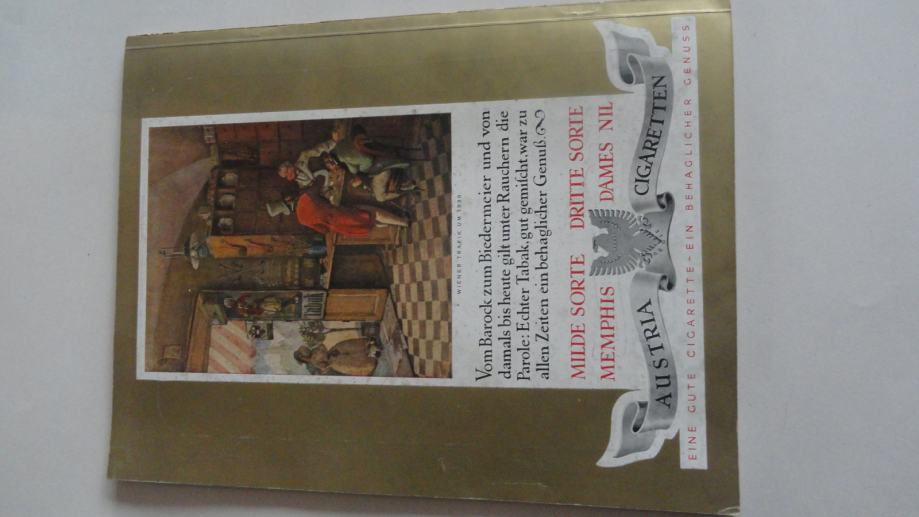 WIENER TRAFIK UM 1830
Vom Barock zum Biedermeier und von
damals bis heute gilt unter Rauchern die
Parole: Echter Tabak, gut gemiſcht, war zu
allen Zeiten ein behaglicher Genuß.
MILDE SORTE DRITTE SORTE
MEMPHIS DAMES NIL
AUSTRIA CIGARETTEN
EINE GUTE CIGARETTE - EIN BEHAGLICHER GENUSS